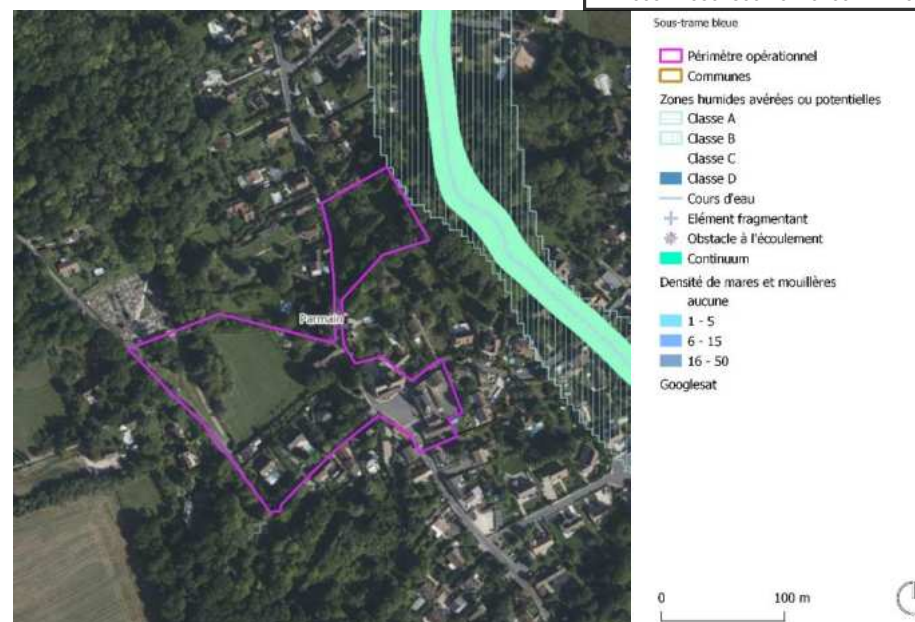 Sous-trame bleue
Périmètre opérationnel
Communes
Zones humides avérées ou potentielles
Classe A
Classe B
Classe C
Classe D
Cours d'eau
Elément fragmentant
Obstacle à l'écoulement
Continuum
Densité de mares et mouillères
aucune
1 - 5
6 - 15
16 - 50
Googlesat
Parmain
0 100 m